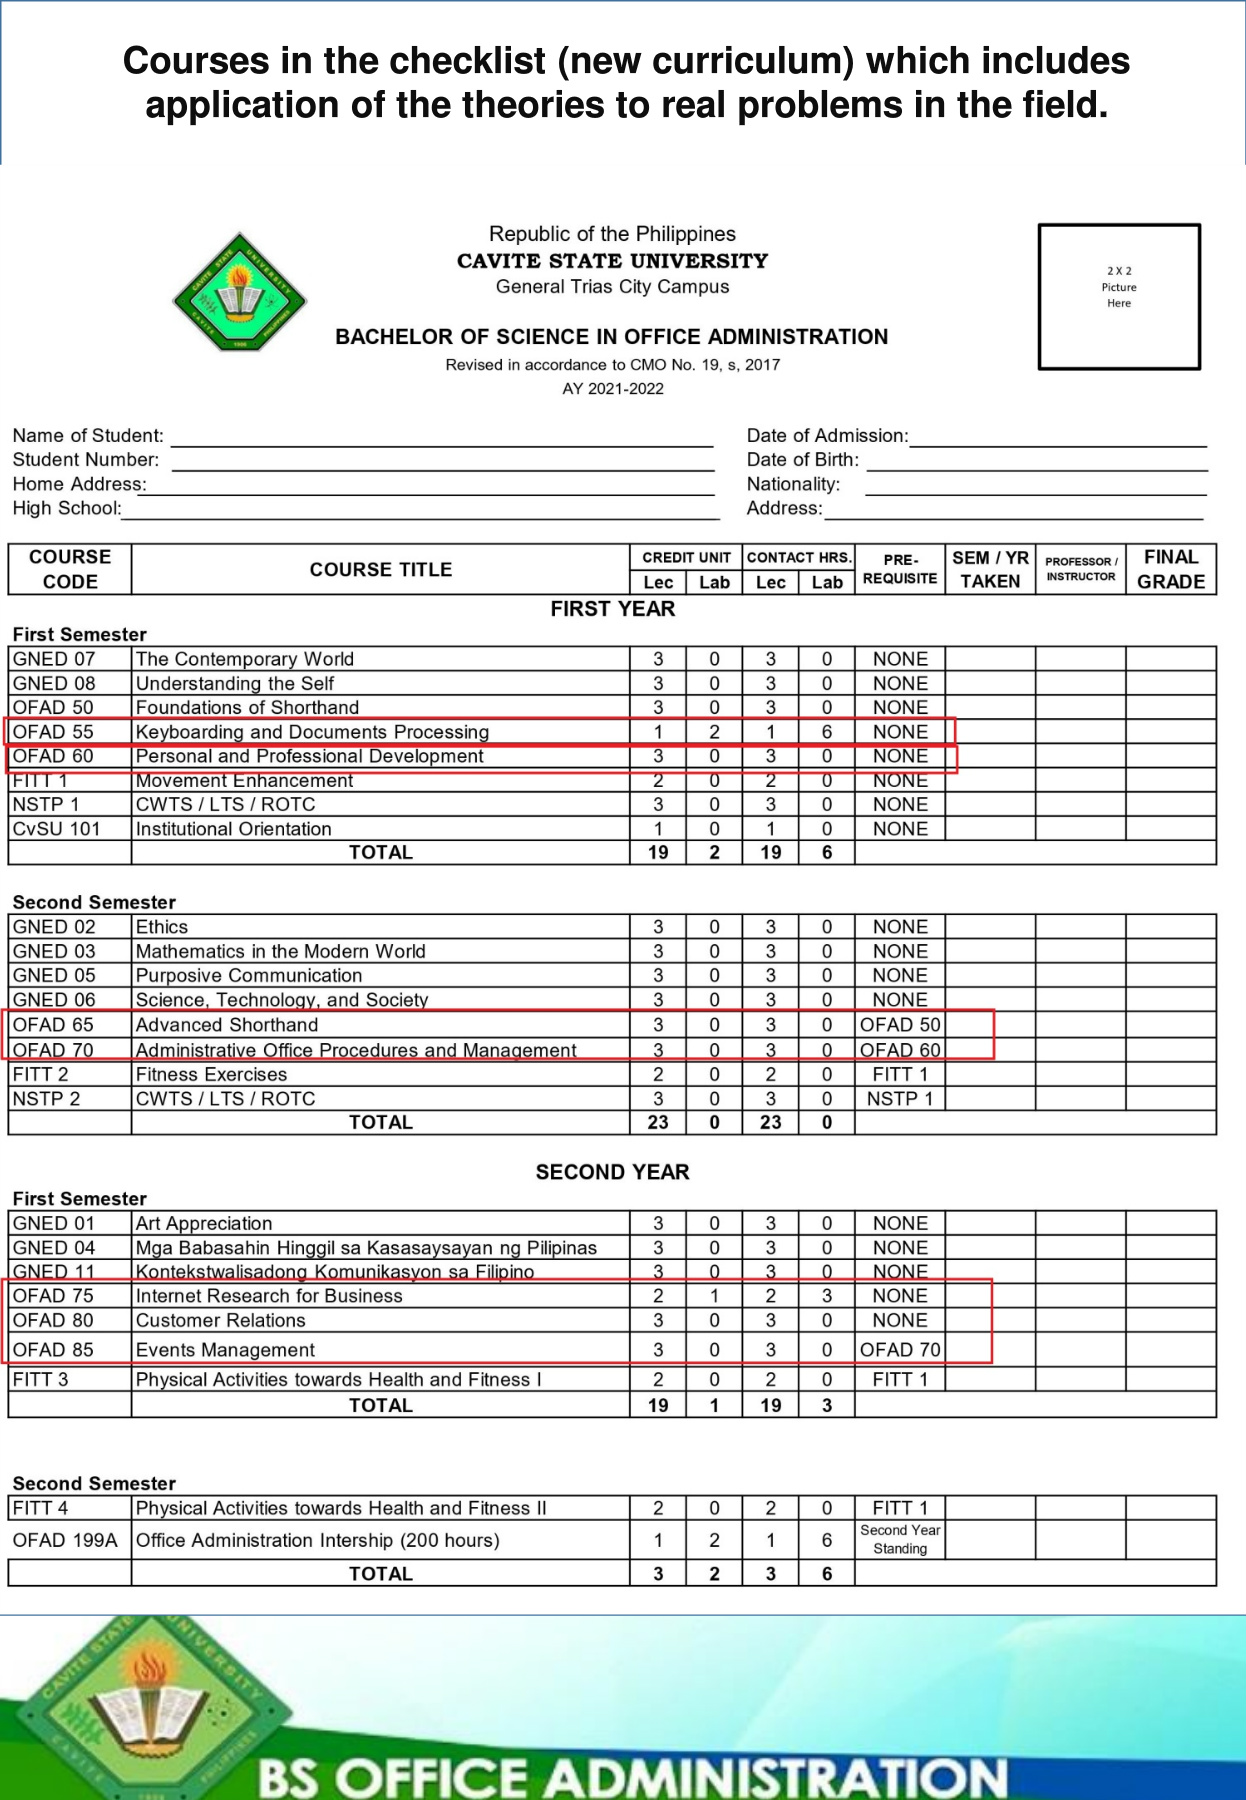 Courses in the checklist (new curriculum) which includes
application of the theories to real problems in the field.
Republic of the Philippines
CAVITE STATE UNIVERSITY
General Trias City Campus
2 X 2
Picture
Here
BACHELOR OF SCIENCE IN OFFICE ADMINISTRATION
Revised in accordance to CMO No. 19, s, 2017
AY 2021-2022
CAVITE STATE UNIVERSITY
CAVITE
1906
PHILIPPINES
Name of Student: Date of Admission:
Student Number: Date of Birth:
Home Address: Nationality:
High School: Address:
COURSE CODE COURSE TITLE CREDIT UNIT CONTACT HRS. PRE-REQUISITE SEM / YR TAKEN PROFESSOR / INSTRUCTOR FINAL GRADE
Lec Lab Lec Lab
FIRST YEAR
First Semester
GNED 07 The Contemporary World 3 0 3 0 NONE
GNED 08 Understanding the Self 3 0 3 0 NONE
OFAD 50 Foundations of Shorthand 3 0 3 0 NONE
OFAD 55 Keyboarding and Documents Processing 1 2 1 6 NONE
OFAD 60 Personal and Professional Development 3 0 3 0 NONE
FITT 1 Movement Enhancement 2 0 2 0 NONE
NSTP 1 CWTS / LTS / ROTC 3 0 3 0 NONE
CvSU 101 Institutional Orientation 1 0 1 0 NONE
TOTAL 19 2 19 6
Second Semester
GNED 02 Ethics 3 0 3 0 NONE
GNED 03 Mathematics in the Modern World 3 0 3 0 NONE
GNED 05 Purposive Communication 3 0 3 0 NONE
GNED 06 Science, Technology, and Society 3 0 3 0 NONE
OFAD 65 Advanced Shorthand 3 0 3 0 OFAD 50
OFAD 70 Administrative Office Procedures and Management 3 0 3 0 OFAD 60
FITT 2 Fitness Exercises 2 0 2 0 FITT 1
NSTP 2 CWTS / LTS / ROTC 3 0 3 0 NSTP 1
TOTAL 23 0 23 0
SECOND YEAR
First Semester
GNED 01 Art Appreciation 3 0 3 0 NONE
GNED 04 Mga Babasahin Hinggil sa Kasasaysayan ng Pilipinas 3 0 3 0 NONE
GNED 11 Kontekstwalisadong Komunikasyon sa Filipino 3 0 3 0 NONE
OFAD 75 Internet Research for Business 2 1 2 3 NONE
OFAD 80 Customer Relations 3 0 3 0 NONE
OFAD 85 Events Management 3 0 3 0 OFAD 70
FITT 3 Physical Activities towards Health and Fitness I 2 0 2 0 FITT 1
TOTAL 19 1 19 3
Second Semester
FITT 4 Physical Activities towards Health and Fitness II 2 0 2 0 FITT 1
OFAD 199A Office Administration Intership (200 hours) 1 2 1 6 Second Year Standing
TOTAL 3 2 3 6
CAVITE STATE UNIVERSITY
CAVITE
1906
PHILIPPINES
BS OFFICE ADMINISTRATION